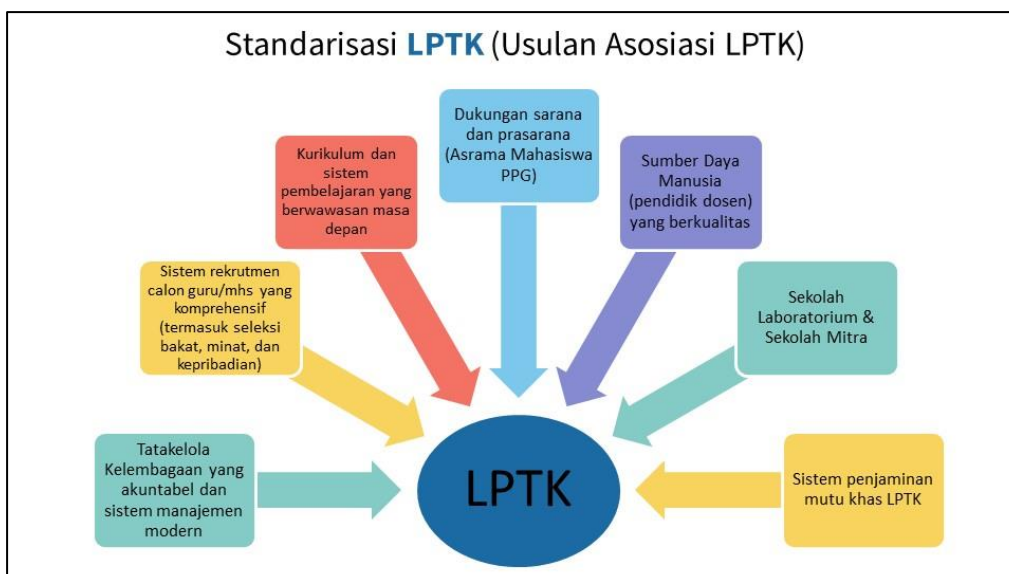 Standarisasi LPTK (Usulan Asosiasi LPTK)
Dukungan sarana
dan prasarana
(Asrama Mahasiswa
PPG)
Kurikulum dan
sistem
pembelajaran yang
berwawasan masa
depan
Sumber Daya
Manusia
(pendidik dosen)
yang berkualitas
Sistem rekrutmen
calon guru/mhs yang
komprehensif
(termasuk seleksi
bakat, minat, dan
kepribadian)
Sekolah
Laboratorium &
Sekolah Mitra
Tatakelola
Kelembagaan yang
akuntabel dan
sistem manajemen
modern
LPTK
Sistem penjaminan
mutu khas LPTK